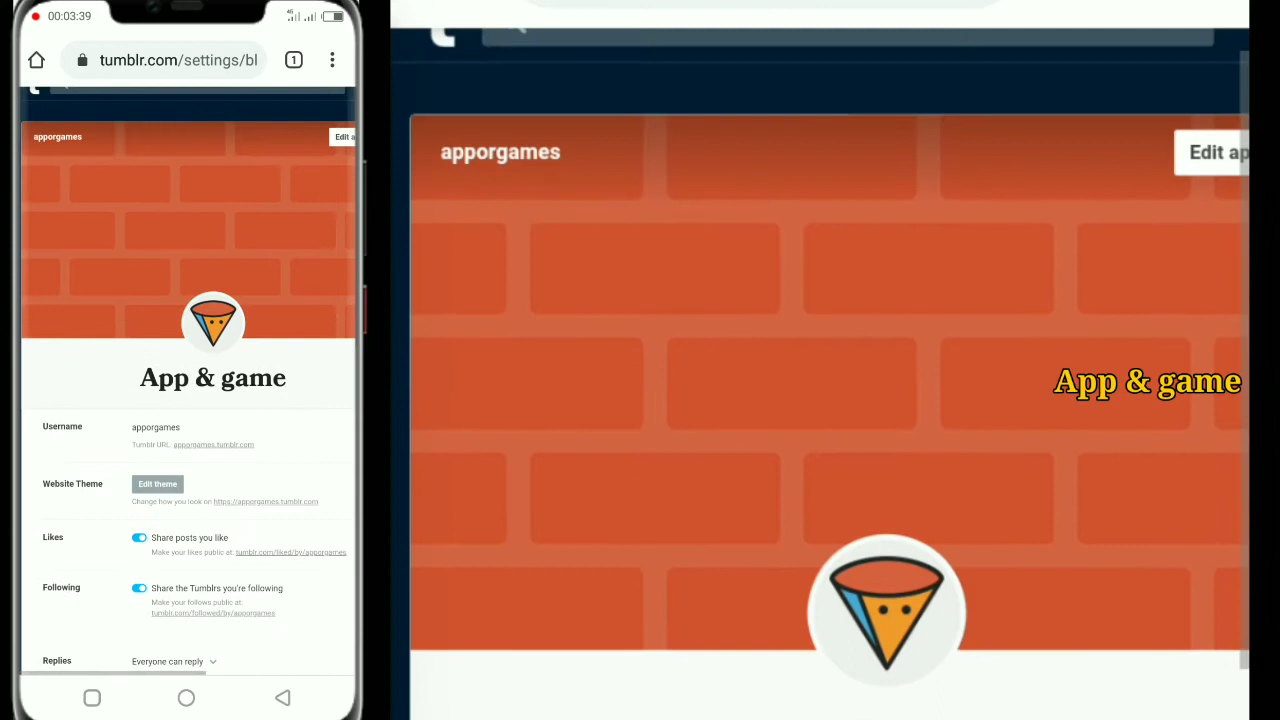 00:03:39
4G
tumblr.com/settings/bl
1
apporgames
Edit a
App & game
Username
apporgames
Tumblr URL: apporgames.tumblr.com
Website Theme
Edit theme
Change how you look on https://apporgames.tumblr.com
Likes
Share posts you like
Make your likes public at: tumblr.com/liked/by/apporgames
Following
Share the Tumblrs you're following
Make your follows public at:
tumblr.com/followed/by/apporgames
Replies
Everyone can reply
apporgames
Edit ap
App & game